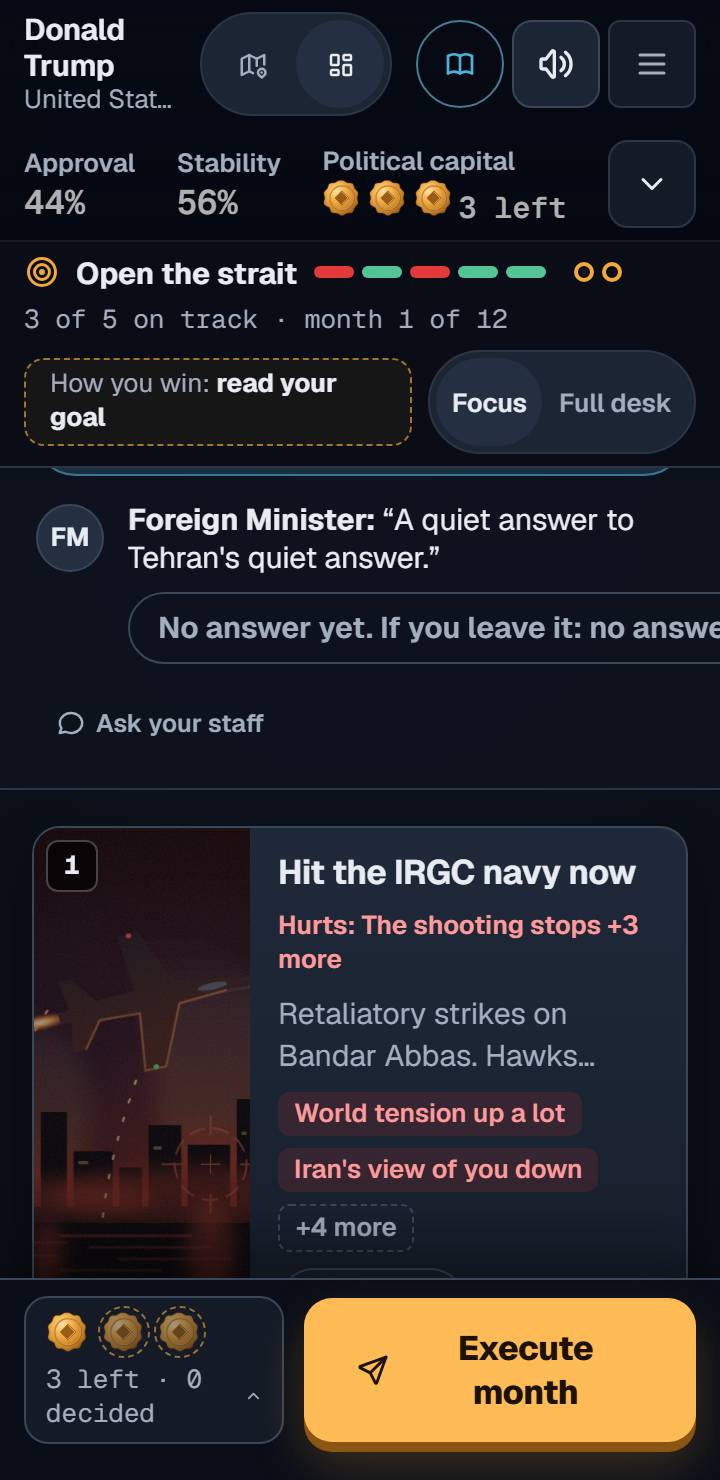 Donald
Trump
United Stat...
Approval
44%
Stability
56%
Political capital
3 left
Open the strait
3 of 5 on track · month 1 of 12
How you win: read your
goal
Focus
Full desk
FM
Foreign Minister: “A quiet answer to
Tehran's quiet answer.”
No answer yet. If you leave it: no answe
Ask your staff
1
Hit the IRGC navy now
Hurts: The shooting stops +3
more
Retaliatory strikes on
Bandar Abbas. Hawks...
World tension up a lot
Iran's view of you down
+4 more
3 left · 0
decided
Execute
month